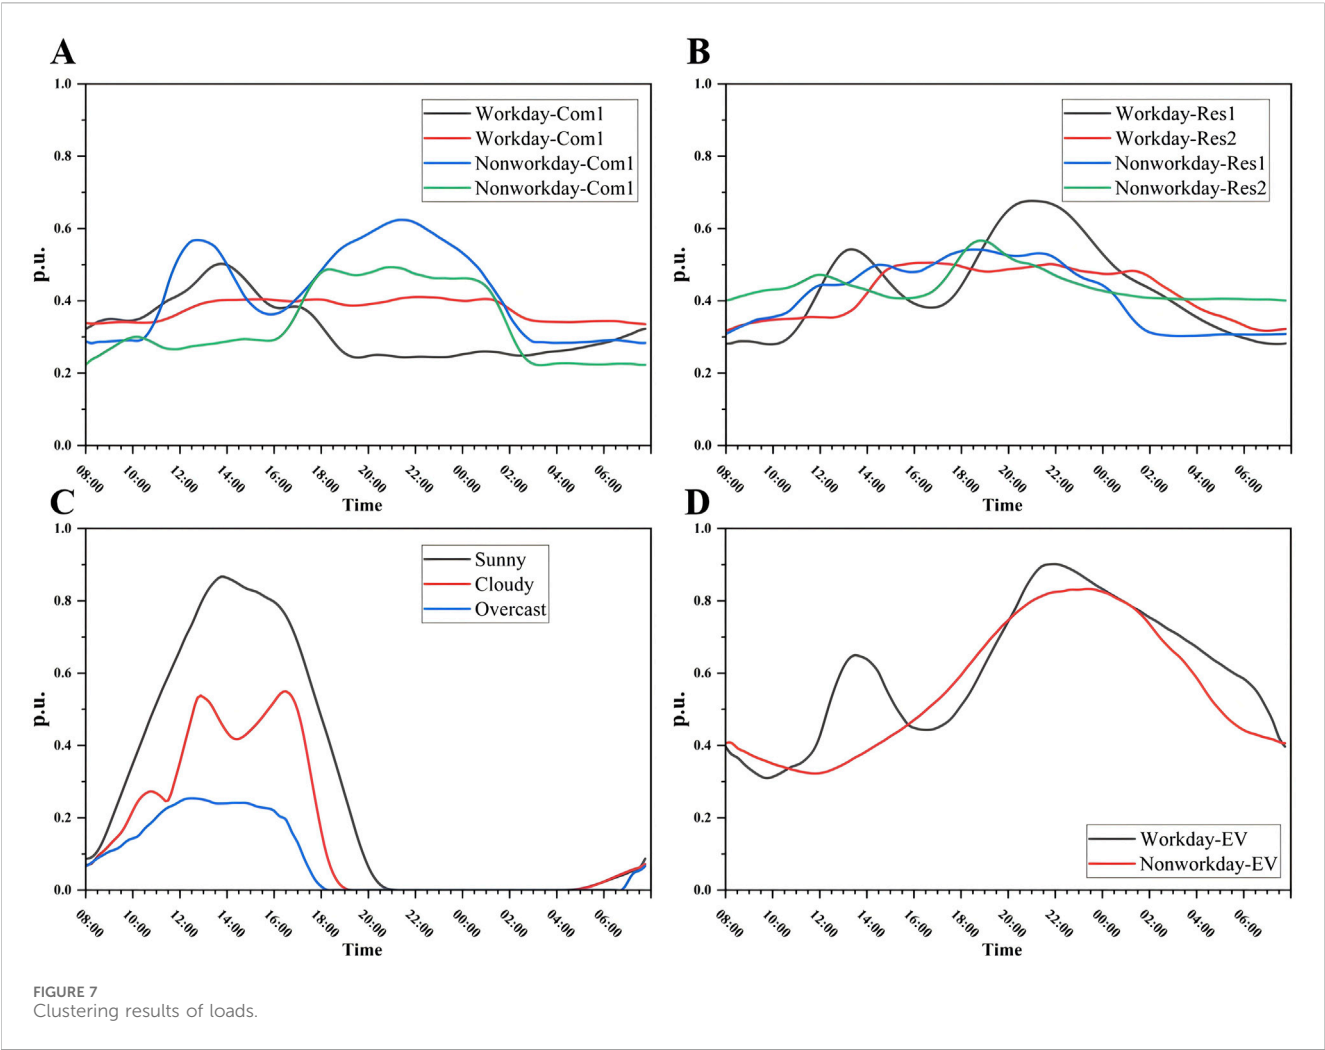 A
1.0
0.8
0.6
0.4
0.2
0.0
p.u.
Workday-Com1
Workday-Com1
Nonworkday-Com1
Nonworkday-Com1
08:00 10:00 12:00 14:00 16:00 18:00 20:00 22:00 00:00 02:00 04:00 06:00
Time
B
1.0
0.8
0.6
0.4
0.2
0.0
p.u.
Workday-Res1
Workday-Res2
Nonworkday-Res1
Nonworkday-Res2
08:00 10:00 12:00 14:00 16:00 18:00 20:00 22:00 00:00 02:00 04:00 06:00
Time
C
1.0
0.8
0.6
0.4
0.2
0.0
p.u.
Sunny
Cloudy
Overcast
08:00 10:00 12:00 14:00 16:00 18:00 20:00 22:00 00:00 02:00 04:00 06:00
Time
D
1.0
0.8
0.6
0.4
0.2
0.0
p.u.
Workday-EV
Nonworkday-EV
08:00 10:00 12:00 14:00 16:00 18:00 20:00 22:00 00:00 02:00 04:00 06:00
Time
FIGURE 7
Clustering results of loads.